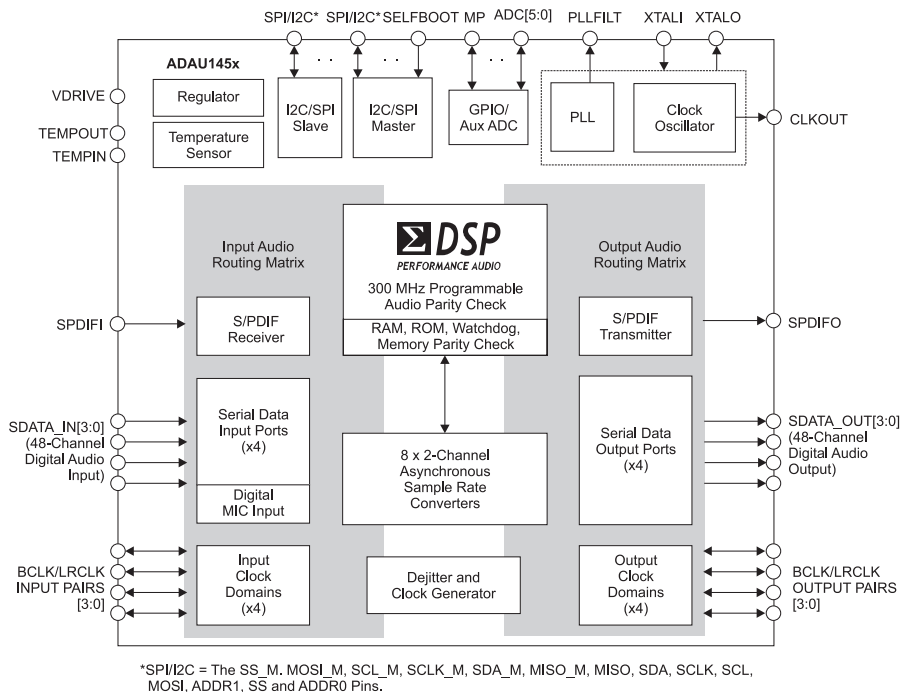 SPI/I2C* SPI/I2C* SELFBOOT MP ADC[5:0] PLLFILT XTALI XTALO
ADAU145x
VDRIVE
TEMPOUT
TEMPIN
Regulator
Temperature
Sensor
I2C/SPI
Slave
I2C/SPI
Master
GPIO/
Aux ADC
PLL
Clock
Oscillator
CLKOUT
Input Audio
Routing Matrix
ΣDSP
PERFORMANCE AUDIO
300 MHz Programmable
Audio Parity Check
RAM, ROM, Watchdog,
Memory Parity Check
Output Audio
Routing Matrix
SPDIFI
S/PDIF
Receiver
S/PDIF
Transmitter
SPDIFO
SDATA_IN[3:0]
(48-Channel
Digital Audio
Input)
Serial Data
Input Ports
(x4)
Digital
MIC Input
8 x 2-Channel
Asynchronous
Sample Rate
Converters
Serial Data
Output Ports
(x4)
SDATA_OUT[3:0]
(48-Channel
Digital Audio
Output)
BCLK/LRCLK
INPUT PAIRS
[3:0]
Input
Clock
Domains
(x4)
Dejitter and
Clock Generator
Output
Clock
Domains
(x4)
BCLK/LRCLK
OUTPUT PAIRS
[3:0]
*SPI/I2C = The SS_M. MOSI_M, SCL_M, SCLK_M, SDA_M, MISO_M, MISO, SDA, SCLK, SCL,
MOSI, ADDR1, SS and ADDR0 Pins.